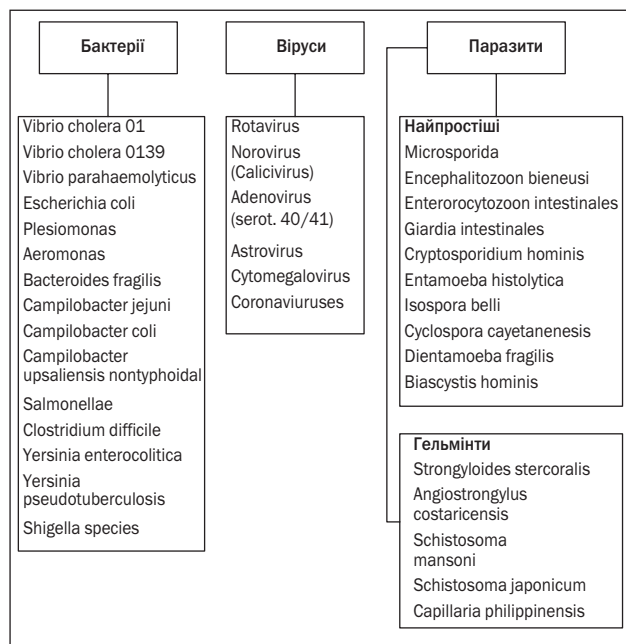 Бактерії
Vibrio cholera 01
Vibrio cholera 0139
Vibrio parahaemolyticus
Escherichia coli
Plesiomonas
Aeromonas
Bacteroides fragilis
Campilobacter jejuni
Campilobacter coli
Campilobacter
upsaliensis nontyphoidal
Salmonellae
Clostridium difficile
Yersinia enterocolitica
Yersinia
pseudotuberculosis
Shigella species
Віруси
Rotavirus
Norovirus
(Calicivirus)
Adenovirus
(serot. 40/41)
Astrovirus
Cytomegalovirus
Coronaviuruses
Паразити
Найпростіші
Microsporida
Encephalitozoon bieneusi
Enterorocytozoon intestinales
Giardia intestinales
Cryptosporidium hominis
Entamoeba histolytica
Isospora belli
Cyclospora cayetanenesis
Dientamoeba fragilis
Biascystis hominis
Гельмінти
Strongyloides stercoralis
Angiostrongylus
costaricensis
Schistosoma
mansoni
Schistosoma japonicum
Capillaria philippinensis